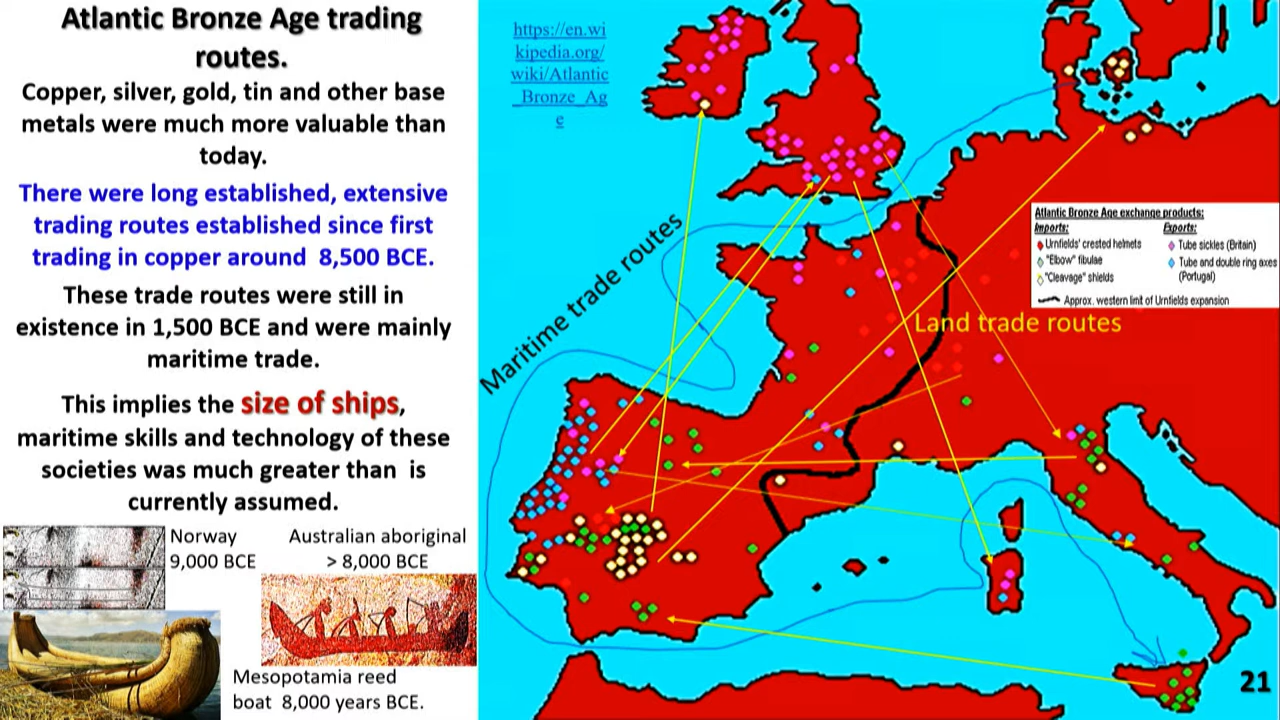 Atlantic Bronze Age trading
routes.
Copper, silver, gold, tin and other base
metals were much more valuable than
today.
There were long established, extensive
trading routes established since first
trading in copper around 8,500 BCE.
These trade routes were still in
existence in 1,500 BCE and were mainly
maritime trade.
This implies the size of ships,
maritime skills and technology of these
societies was much greater than is
currently assumed.
Norway
9,000 BCE
Australian aboriginal
> 8,000 BCE
Mesopotamia reed
boat 8,000 years BCE.
https://en.wi
kipedia.org/
wiki/Atlantic
_Bronze_Ag
e
Maritime trade routes
Land trade routes
Atlantic Bronze Age exchange products:
Imports:
Urnfields' crested helmets
"Elbow" fibulae
"Cleavage" shields
Exports:
Tube sickles (Britain)
Tube and double ring axes
(Portugal)
Approx. western limit of Urnfields expansion
21